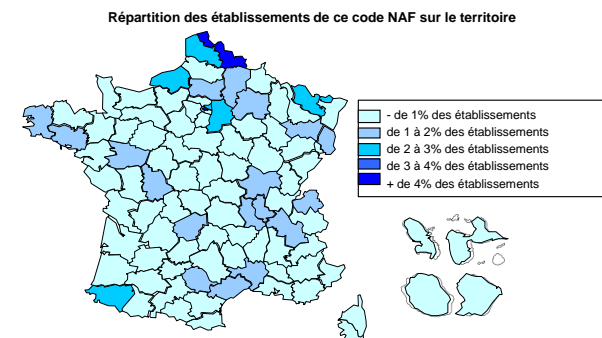 Répartition des établissements de ce code NAF sur le territoire
- de 1% des établissements
de 1 à 2% des établissements
de 2 à 3% des établissements
de 3 à 4% des établissements
+ de 4% des établissements